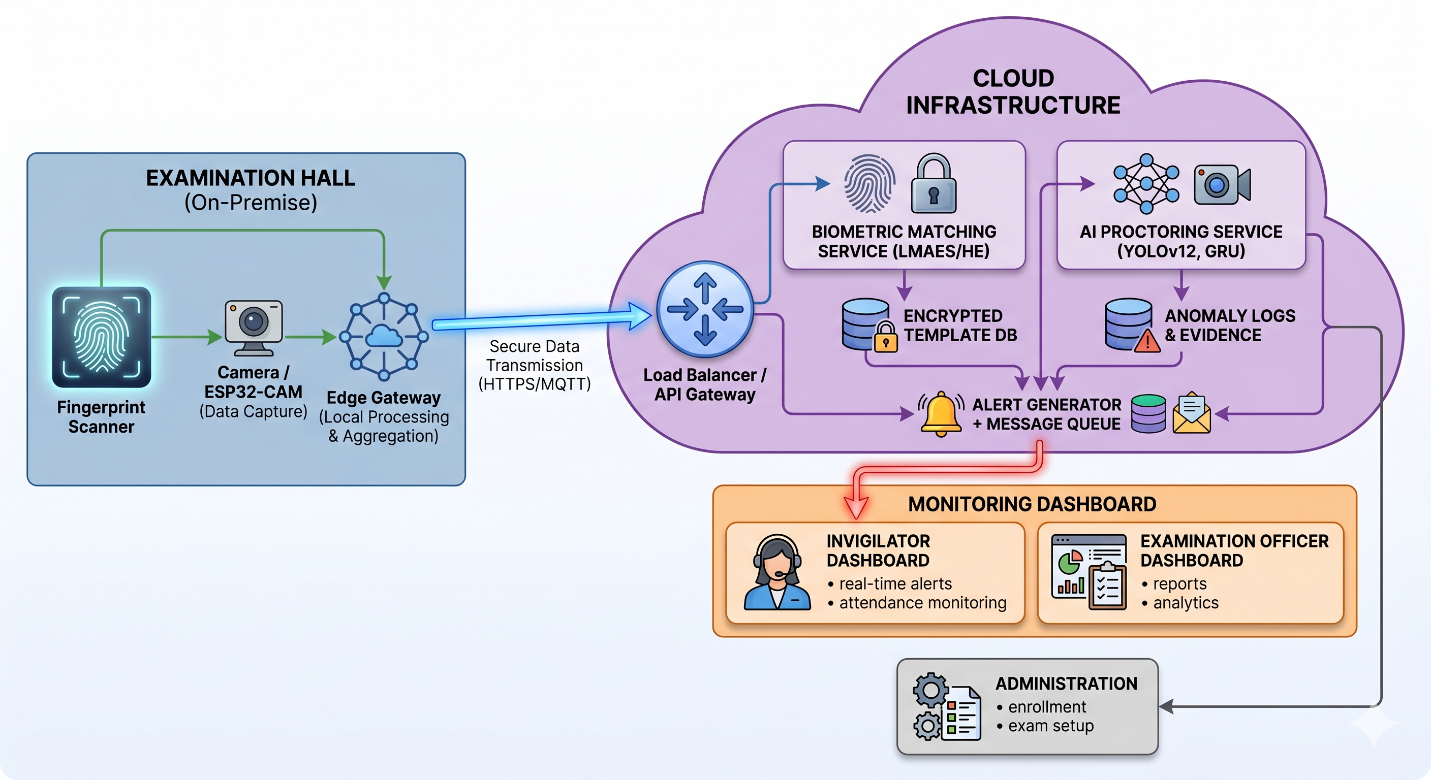 EXAMINATION HALL
(On-Premise)
Fingerprint
Scanner
Camera /
ESP32-CAM
(Data Capture)
Edge Gateway
(Local Processing
& Aggregation)
Secure Data
Transmission
(HTTPS/MQTT)
CLOUD
INFRASTRUCTURE
Load Balancer /
API Gateway
BIOMETRIC MATCHING
SERVICE (LMAES/HE)
AI PROCTORING SERVICE
(YOLOv12, GRU)
ENCRYPTED
TEMPLATE DB
ANOMALY LOGS
& EVIDENCE
ALERT GENERATOR
+ MESSAGE QUEUE
MONITORING DASHBOARD
INVIGILATOR
DASHBOARD
• real-time alerts
• attendance monitoring
EXAMINATION OFFICER
DASHBOARD
• reports
• analytics
ADMINISTRATION
• enrollment
• exam setup